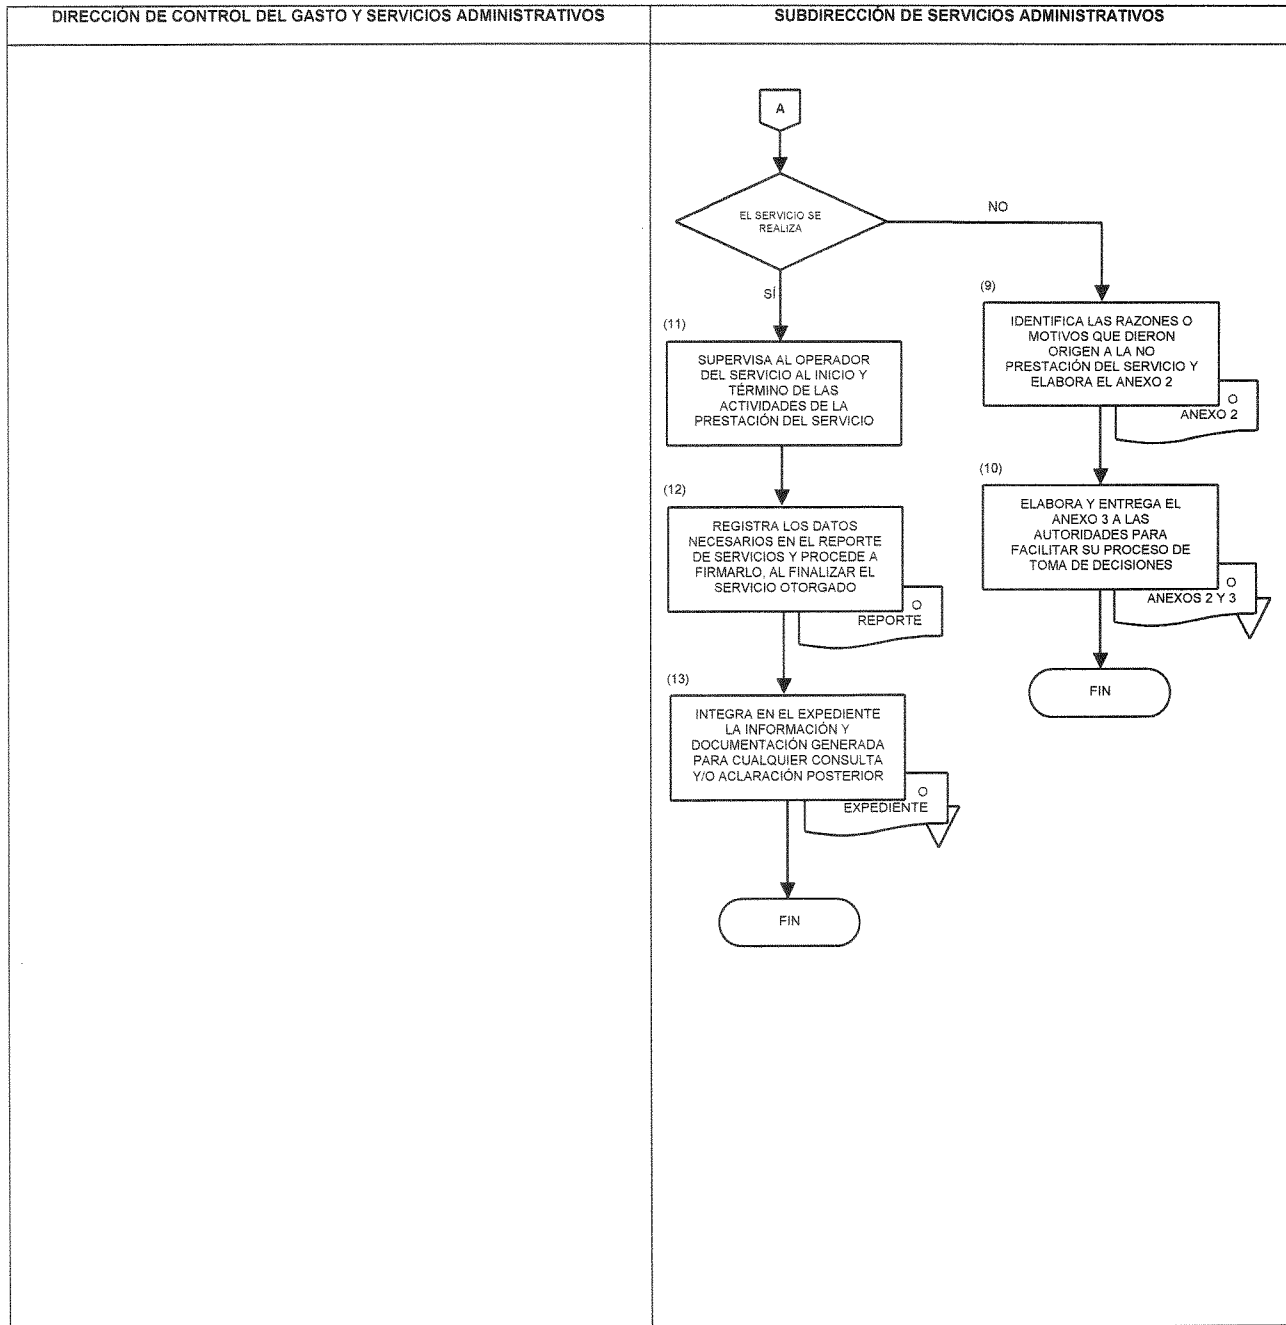 DIRECCIÓN DE CONTROL DEL GASTO Y SERVICIOS ADMINISTRATIVOS
SUBDIRECCIÓN DE SERVICIOS ADMINISTRATIVOS
A
EL SERVICIO SE
REALIZA
NO
SÍ
(9)
IDENTIFICA LAS RAZONES O
MOTIVOS QUE DIERON
ORIGEN A LA NO
PRESTACIÓN DEL SERVICIO Y
ELABORA EL ANEXO 2
O
ANEXO 2
(10)
ELABORA Y ENTREGA EL
ANEXO 3 A LAS
AUTORIDADES PARA
FACILITAR SU PROCESO DE
TOMA DE DECISIONES
O
ANEXOS 2 Y 3
FIN
(11)
SUPERVISA AL OPERADOR
DEL SERVICIO AL INICIO Y
TÉRMINO DE LAS
ACTIVIDADES DE LA
PRESTACIÓN DEL SERVICIO
(12)
REGISTRA LOS DATOS
NECESARIOS EN EL REPORTE
DE SERVICIOS Y PROCEDE A
FIRMARLO, AL FINALIZAR EL
SERVICIO OTORGADO
O
REPORTE
(13)
INTEGRA EN EL EXPEDIENTE
LA INFORMACIÓN Y
DOCUMENTACIÓN GENERADA
PARA CUALQUIER CONSULTA
Y/O ACLARACIÓN POSTERIOR
O
EXPEDIENTE
FIN